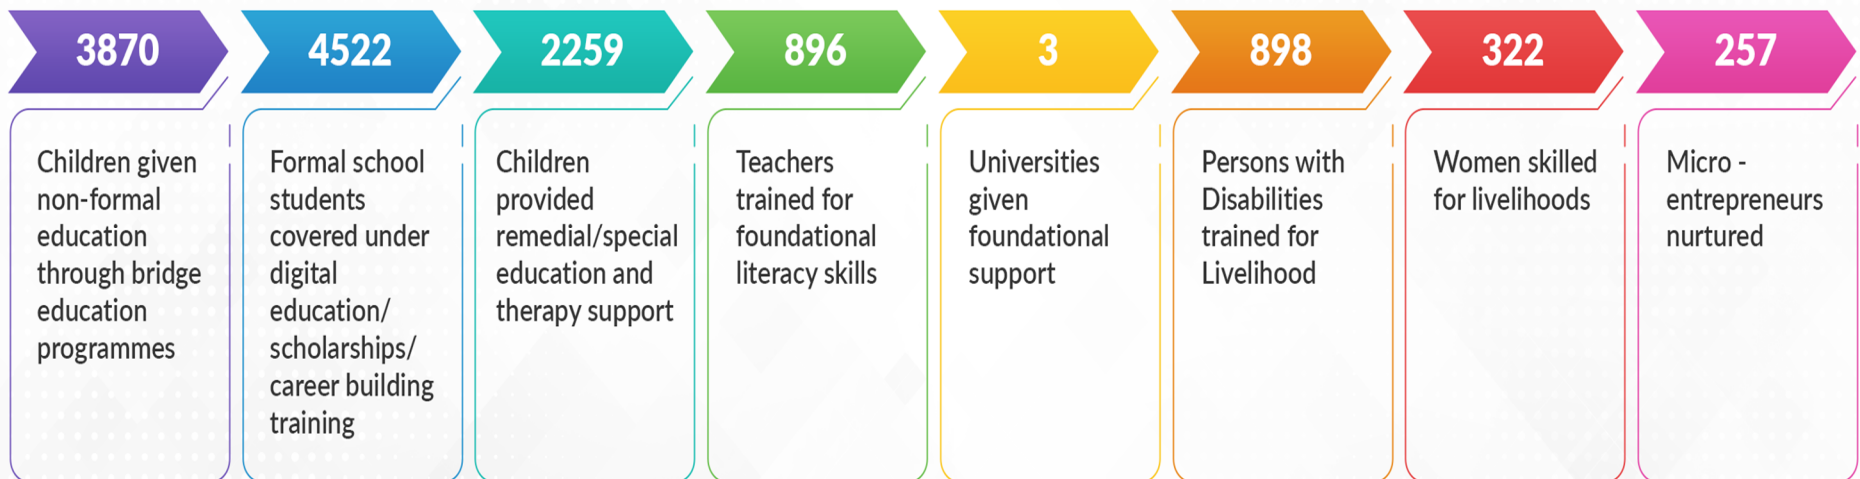 3870
Children given
non-formal
education
through bridge
education
programmes
4522
Formal school
students
covered under
digital
education/
scholarships/
career building
training
2259
Children
provided
remedial/special
education and
therapy support
896
Teachers
trained for
foundational
literacy skills
3
Universities
given
foundational
support
898
Persons with
Disabilities
trained for
Livelihood
322
Women skilled
for livelihoods
257
Micro -
entrepreneurs
nurtured